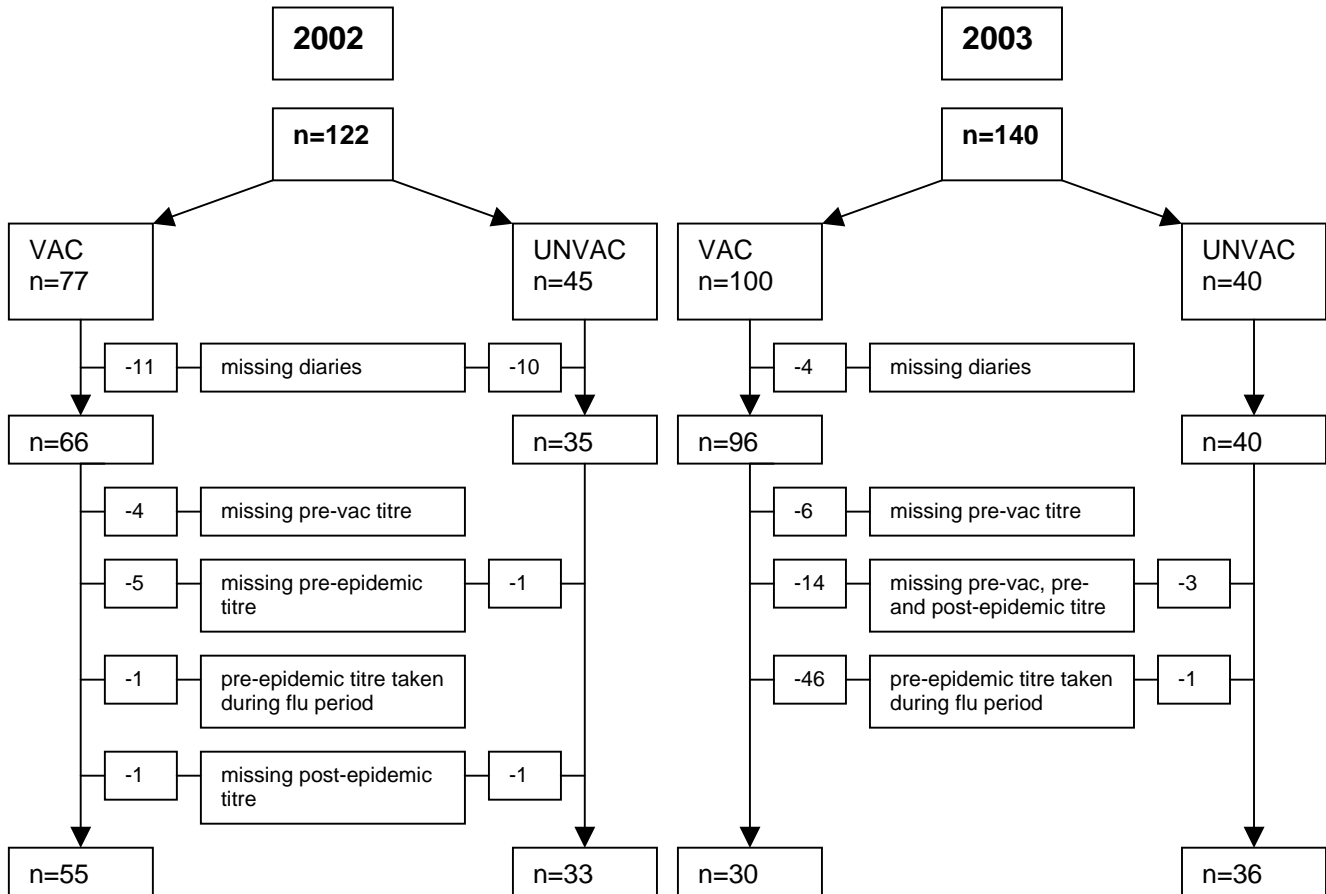 2002
n=122
VAC
n=77
UNVAC
n=45
-11
missing diaries
-10
n=66
n=35
-4
missing pre-vac titre
-5
missing pre-epidemic
titre
-1
-1
pre-epidemic titre taken
during flu period
-1
missing post-epidemic
titre
-1
n=55
n=33
2003
n=140
VAC
n=100
UNVAC
n=40
-4
missing diaries
n=96
n=40
-6
missing pre-vac titre
-14
missing pre-vac, pre-
and post-epidemic titre
-3
-46
pre-epidemic titre taken
during flu period
-1
n=30
n=36